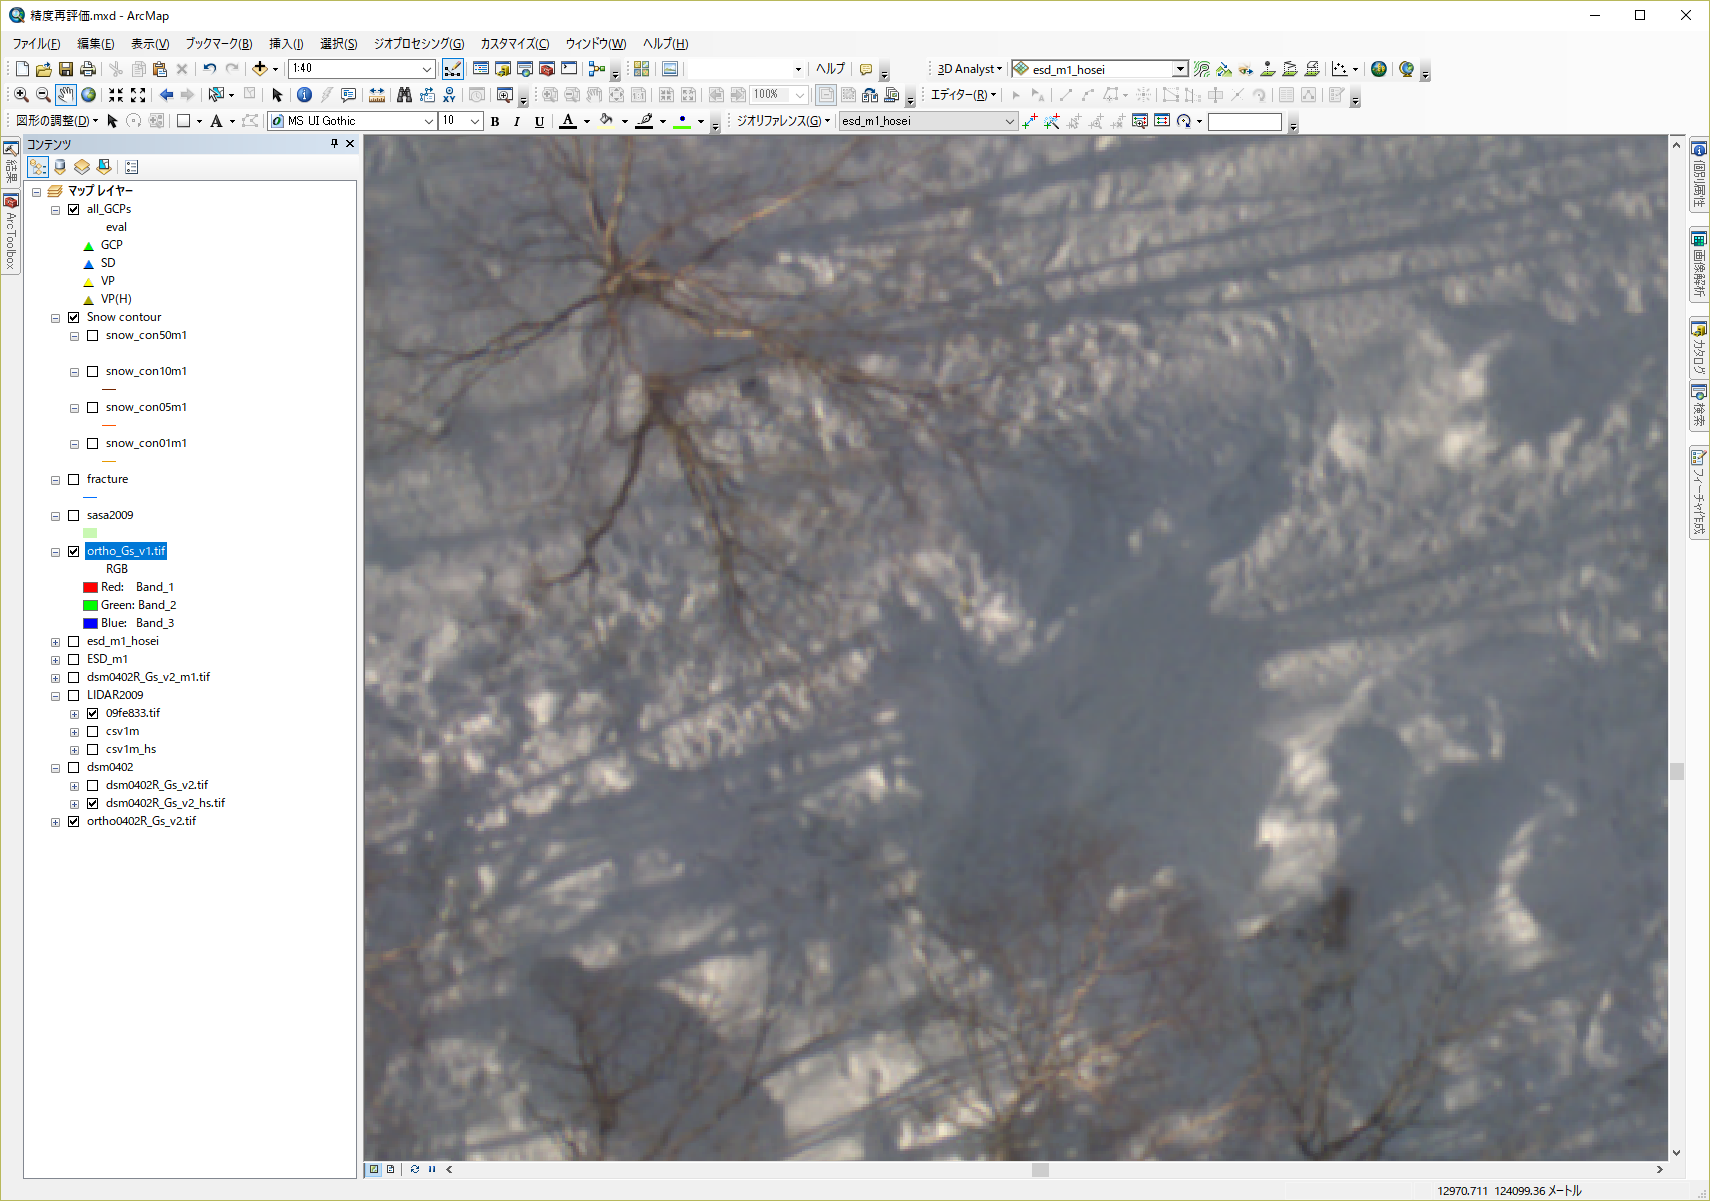 精度再評価.mxd - ArcMap
ファイル(F) 編集(E) 表示(V) ブックマーク(B) 挿入(I) 選択(S) ジオプロセシング(G) カスタマイズ(C) ウィンドウ(W) ヘルプ(H)
1:40 ヘルプ 3D Analyst esd_m1_hosei
100% エディター(R)
図形の調整(D) A MS UI Gothic 10 B I U A ジオリファレンス(G) esd_m1_hosei
コンテンツ
結果
ArcToolbox
マップ レイヤー
all_GCPs
eval
GCP
SD
VP
VP(H)
Snow contour
snow_con50m1
snow_con10m1
snow_con05m1
snow_con01m1
fracture
sasa2009
ortho_Gs_v1.tif
RGB
Red: Band_1
Green: Band_2
Blue: Band_3
esd_m1_hosei
ESD_m1
dsm0402R_Gs_v2_m1.tif
LIDAR2009
09fe833.tif
csv1m
csv1m_hs
dsm0402
dsm0402R_Gs_v2.tif
dsm0402R_Gs_v2_hs.tif
ortho0402R_Gs_v2.tif
個別属性
画像解析
カタログ
検索
フィーチャ作成
12970.711 124099.36 メートル